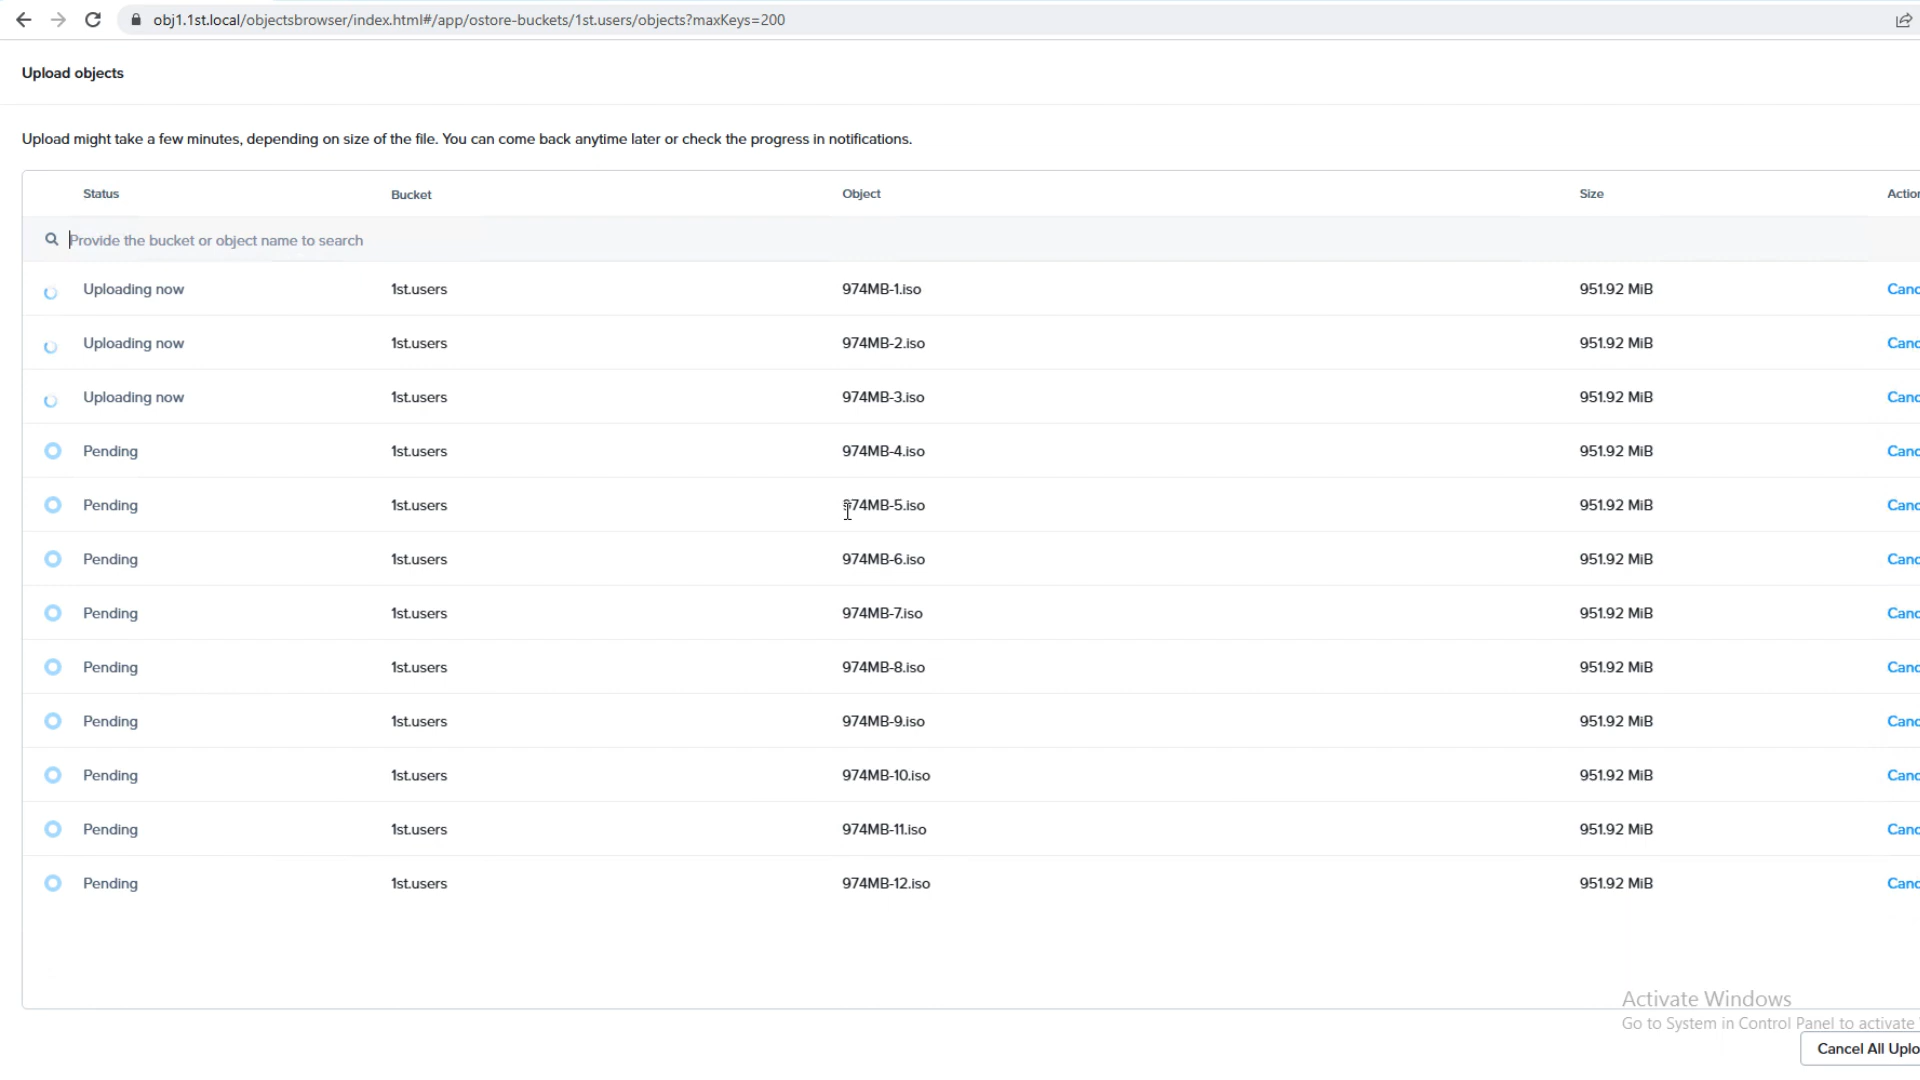 obj1.1st.local/objectsbrowser/index.html#/app/ostore-buckets/1st.users/objects?maxKeys=200
Upload objects
Upload might take a few minutes, depending on size of the file. You can come back anytime later or check the progress in notifications.
Status Bucket Object Size Action
Provide the bucket or object name to search
Uploading now 1st.users 974MB-1.iso 951.92 MiB Canc
Uploading now 1st.users 974MB-2.iso 951.92 MiB Canc
Uploading now 1st.users 974MB-3.iso 951.92 MiB Canc
Pending 1st.users 974MB-4.iso 951.92 MiB Canc
Pending 1st.users 974MB-5.iso 951.92 MiB Canc
Pending 1st.users 974MB-6.iso 951.92 MiB Canc
Pending 1st.users 974MB-7.iso 951.92 MiB Canc
Pending 1st.users 974MB-8.iso 951.92 MiB Canc
Pending 1st.users 974MB-9.iso 951.92 MiB Canc
Pending 1st.users 974MB-10.iso 951.92 MiB Canc
Pending 1st.users 974MB-11.iso 951.92 MiB Canc
Pending 1st.users 974MB-12.iso 951.92 MiB Canc
Activate Windows
Go to System in Control Panel to activate
Cancel All Uplo